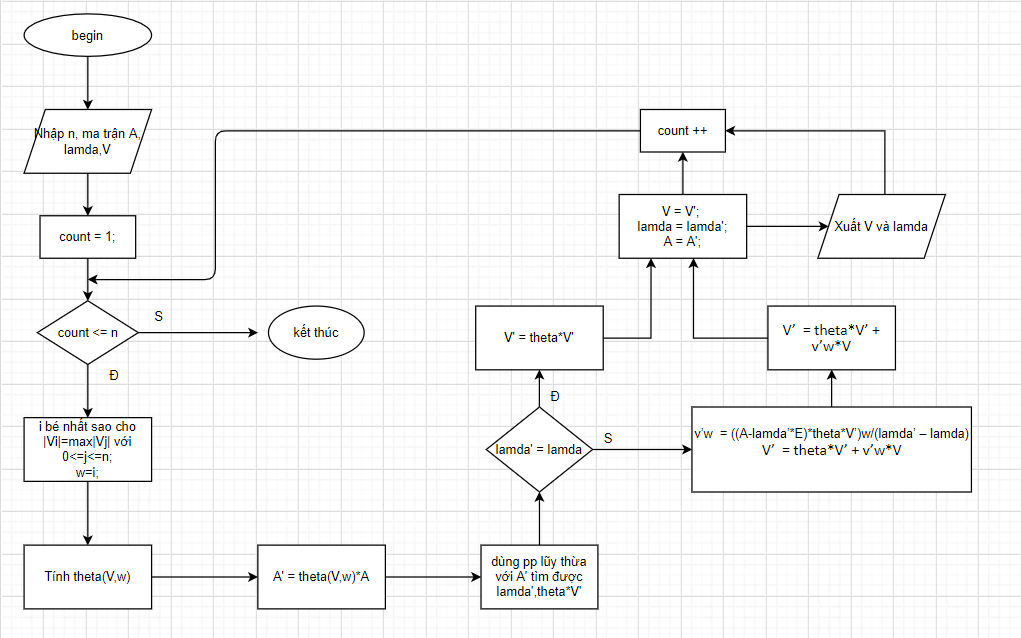 begin
Nhập n, ma trận A,
lamda,V
count = 1;
count <= n
S
kết thúc
Đ
i bé nhất sao cho
|Vi|=max|Vj| với
0<=j<=n;
w=i;
Tính theta(V,w)
A' = theta(V,w)*A
dùng pp lũy thừa
với A' tìm được
lamda',theta*V'
lamda' = lamda
Đ
S
V' = theta*V'
v’w  = ((A-lamda’*E)*theta*V’)w/(lamda’ – lamda)
V’  = theta*V’ + v’w*V
V’  = theta*V’ +
v’w*V
V = V';
lamda = lamda';
A = A';
Xuất V và lamda
count ++